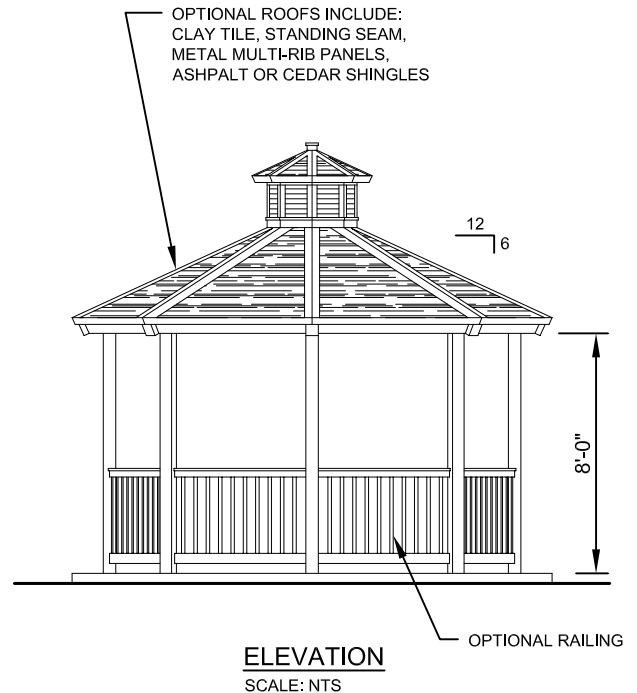 OPTIONAL ROOFS INCLUDE:
CLAY TILE, STANDING SEAM,
METAL MULTI-RIB PANELS,
ASHPALT OR CEDAR SHINGLES
12
6
8'-0"
OPTIONAL RAILING
ELEVATION
SCALE: NTS